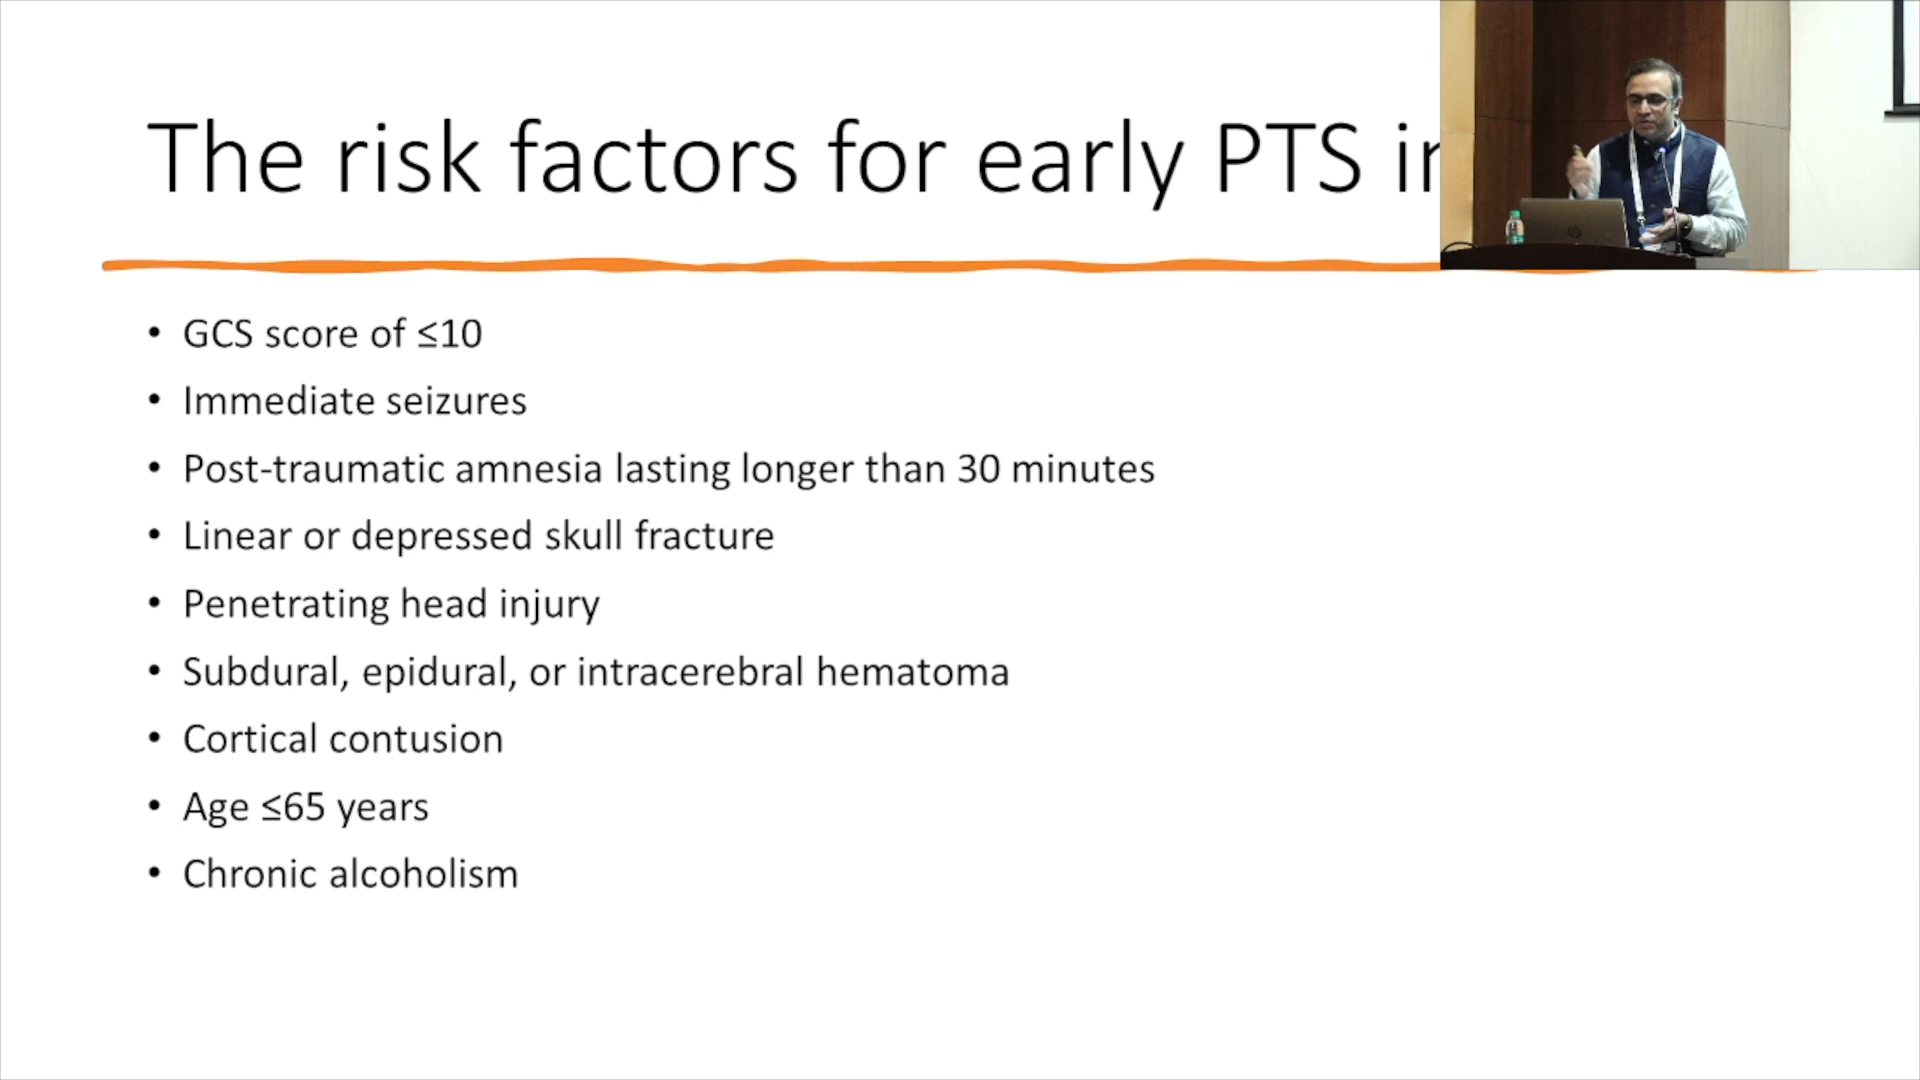 The risk factors for early PTS in
• GCS score of ≤10
• Immediate seizures
• Post-traumatic amnesia lasting longer than 30 minutes
• Linear or depressed skull fracture
• Penetrating head injury
• Subdural, epidural, or intracerebral hematoma
• Cortical contusion
• Age ≤65 years
• Chronic alcoholism